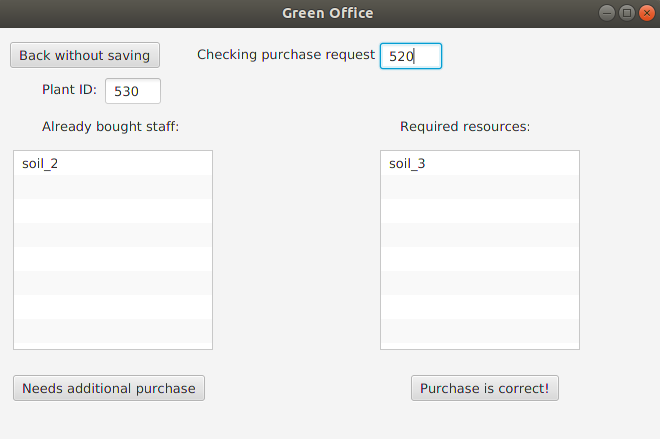 Green Office
Back without saving
Checking purchase request 520
Plant ID: 530
Already bought staff:
Required resources:
soil_2
soil_3
Needs additional purchase
Purchase is correct!